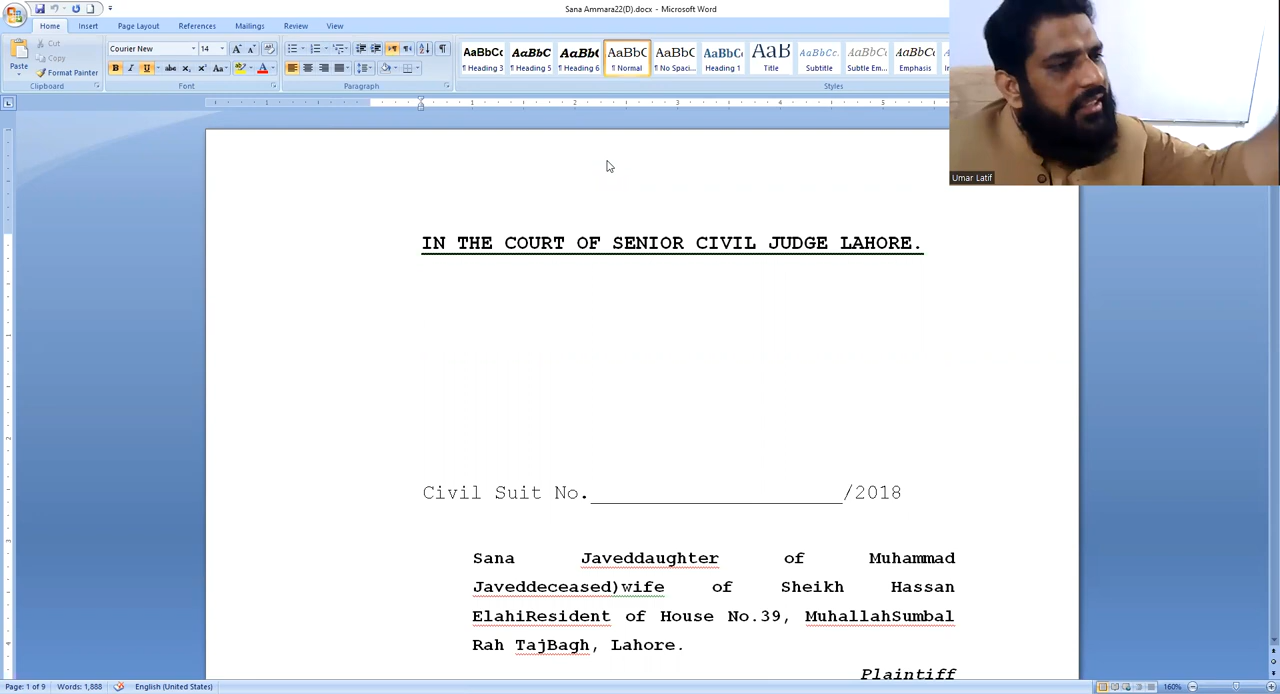 Sana Ammara22(D).docx - Microsoft Word
Home Insert Page Layout References Mailings Review View
Paste Cut Copy Format Painter
Courier New 14
AaBbCc AaBbC AaBbCc AaBbC AaBbC AaBbC AaB AaBbCc. AaBbCc. AaBbCc
¶ Heading 3 ¶ Heading 5 ¶ Heading 6 ¶ Normal ¶ No Spaci... Heading 1 Title Subtitle Subtle Em... Emphasis
Clipboard Font Paragraph Styles
Umar Latif
IN THE COURT OF SENIOR CIVIL JUDGE LAHORE.
Civil Suit No._____________________/2018
Sana Javeddaughter of Muhammad
Javeddeceased)wife of Sheikh Hassan
ElahiResident of House No.39, MuhallahSumbal
Rah TajBagh, Lahore.
Plaintiff
Page: 1 of 9 Words: 1,888 English (United States) 160%